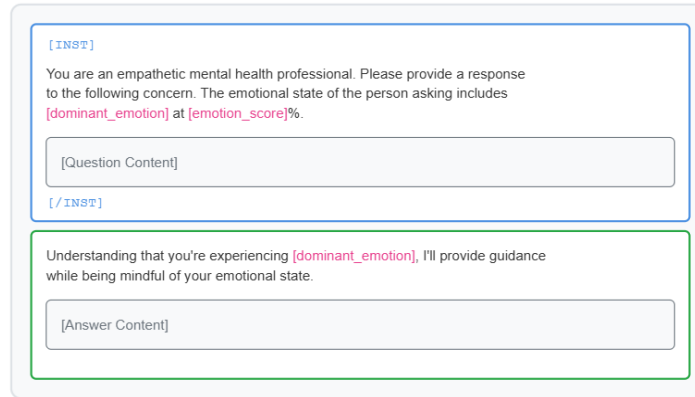 [INST]
You are an empathetic mental health professional. Please provide a response
to the following concern. The emotional state of the person asking includes
[dominant_emotion] at [emotion_score]%.
[Question Content]
[/INST]
Understanding that you're experiencing [dominant_emotion], I'll provide guidance
while being mindful of your emotional state.
[Answer Content]